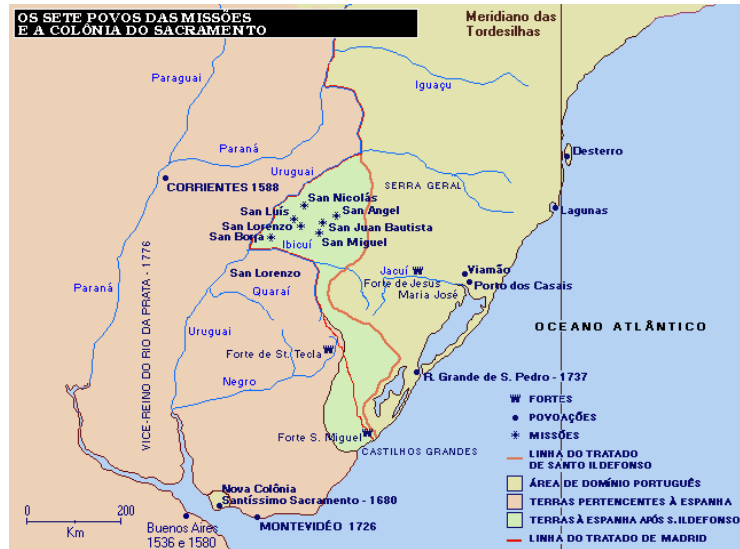 OS SETE POVOS DAS MISSÕES
E A COLÔNIA DO SACRAMENTO
Meridiano das
Tordesilhas
Paraguai
Iguaçu
Paraná
Uruguai
Desterro
CORRIENTES 1588
SERRA GERAL
San Nicolás
Lagunas
San Luís
San Angel
San Lorenzo
San Juan Bautista
San Borja
Ibicuí
San Miguel
San Lorenzo
Jacuí
Viamão
Forte de Jesus
Maria José
Porto dos Casais
Paraná
Quaraí
VICE-REINO DO RIO DA PRATA - 1776
Uruguai
OCEANO ATLÂNTICO
Forte de St. Tecla
Negro
R. Grande de S. Pedro - 1737
FORTES
POVOAÇÕES
Forte S. Miguel
MISSÕES
CASTILHOS GRANDES
LINHA DO TRATADO
DE SANTO ILDEFONSO
Nova Colônia
Santíssimo Sacramento - 1680
ÁREA DE DOMÍNIO PORTUGUÊS
TERRAS PERTENCENTES À ESPANHA
0 200
Km
Buenos Aires
1536 e 1580
MONTEVIDÉO 1726
TERRAS À ESPANHA APÓS S.ILDEFONSO
LINHA DO TRATADO DE MADRID